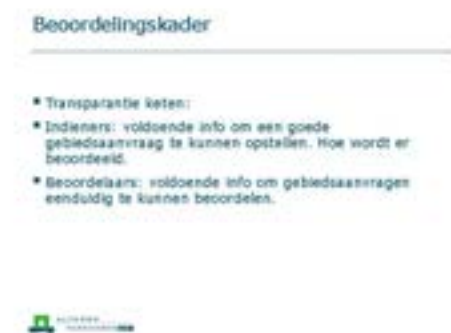 Beoordelingskader
Transparantie keten:
Indieners: voldoende info om een goede
gebiedsaanvraag te kunnen opstellen. Hoe wordt er
beoordeeld.
Beoordelaars: voldoende info om gebiedsaanvragen
eenduidig te kunnen beoordelen.